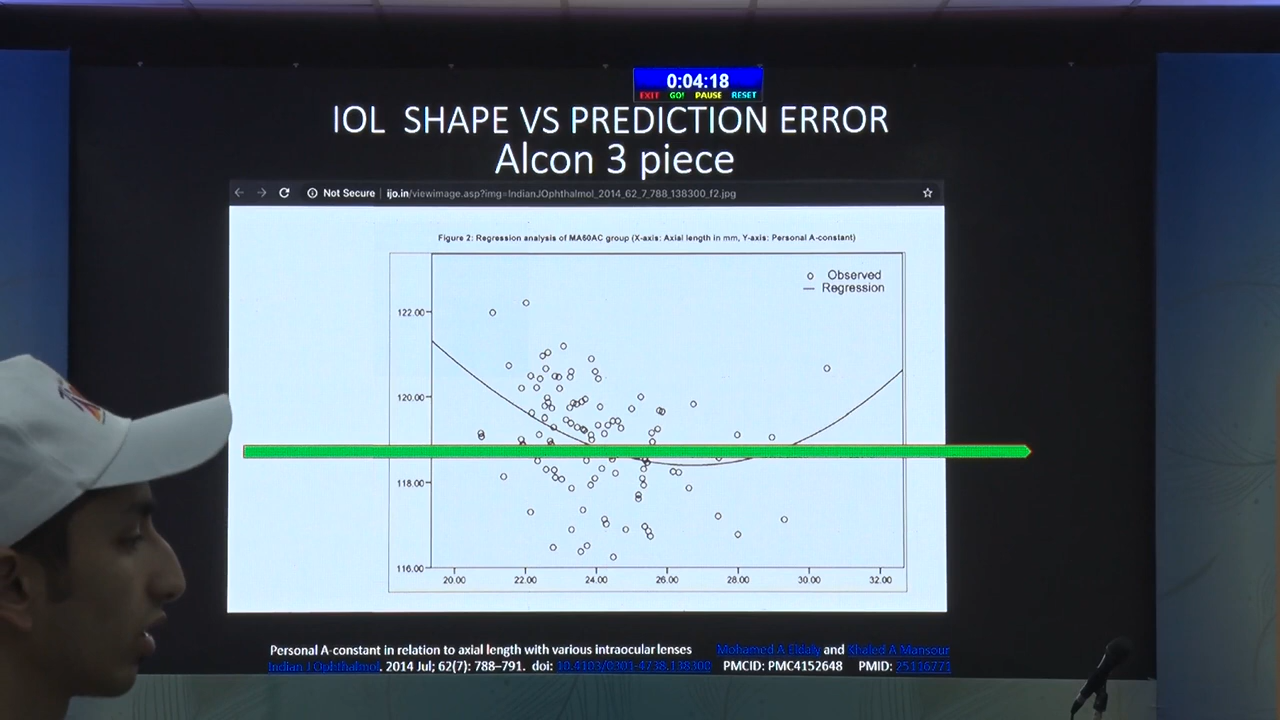 0:04:18
EXIT GO! PAUSE RESET
IOL SHAPE VS PREDICTION ERROR
Alcon 3 piece
Not Secure ijo.in/viewimage.asp?img=IndianJOphthalmol_2014_62_7_788_138300_f2.jpg
Figure 2: Regression analysis of MA60AC group (X-axis: Axial length in mm, Y-axis: Personal A-constant)
Observed
Regression
122.00
120.00
118.00
116.00
20.00 22.00 24.00 26.00 28.00 30.00 32.00
Personal A-constant in relation to axial length with various intraocular lenses Mohamed A Eldaly and Khaled A Mansour
Indian J Ophthalmol. 2014 Jul; 62(7): 788–791. doi: 10.4103/0301-4738.138300 PMCID: PMC4152648 PMID: 25116771